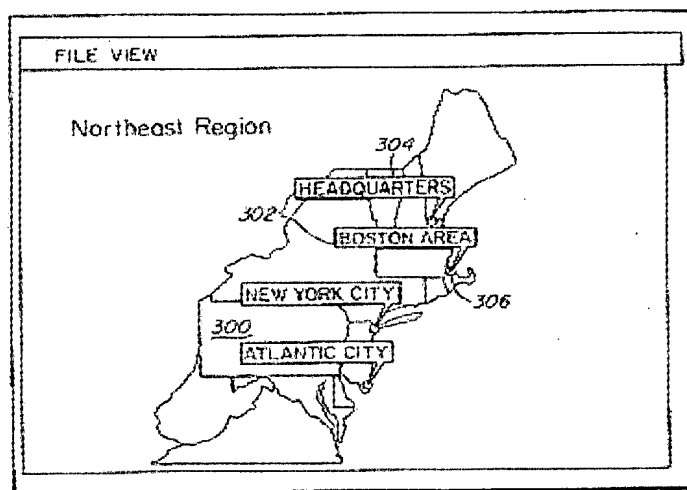 FILE VIEW
Northeast Region
304
HEADQUARTERS
302
BOSTON AREA
NEW YORK CITY
306
300
ATLANTIC CITY